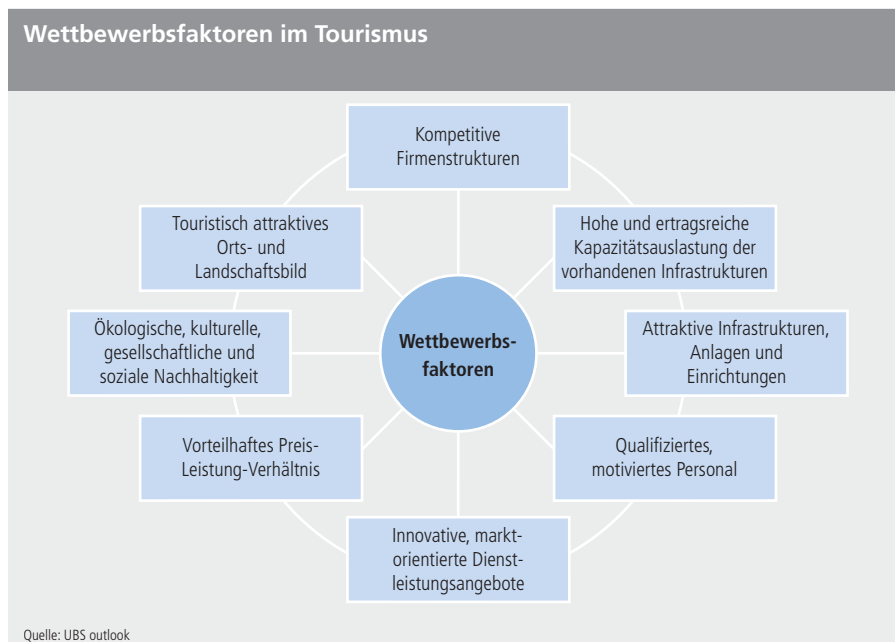 Wettbewerbsfaktoren im Tourismus
Kompetitive
Firmenstrukturen
Touristisch attraktives
Orts- und
Landschaftsbild
Hohe und ertragsreiche
Kapazitätsauslastung der
vorhandenen Infrastrukturen
Ökologische, kulturelle,
gesellschaftliche und
soziale Nachhaltigkeit
Wettbewerbs-
faktoren
Attraktive Infrastrukturen,
Anlagen und
Einrichtungen
Vorteilhaftes Preis-
Leistung-Verhältnis
Qualifiziertes,
motiviertes Personal
Innovative, markt-
orientierte Dienst-
leistungsangebote
Quelle: UBS outlook